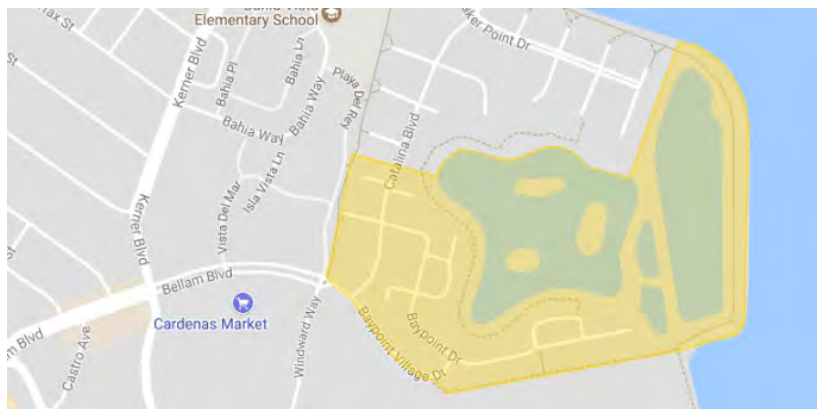 Elementary School
Kerner Blvd
Bahia Pl
Bahia Ln
Bahia Way
Playa Del Rey
Bahia Way
Catalina Blvd
Isla Vista Ln
Vista Del Mar
Kerner Blvd
Bellam Blvd
Cardenas Market
Windward Way
Castro Ave
Baypoint Dr
Baypoint Village Dr
Point Dr
Blvd
St
St